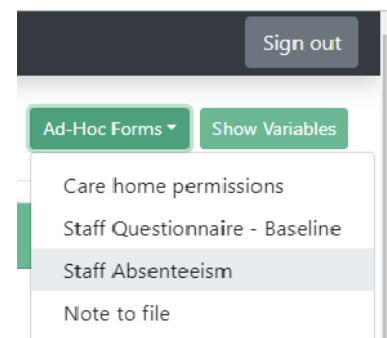 Sign out
Ad-Hoc Forms Show Variables
Care home permissions
Staff Questionnaire - Baseline
Staff Absenteeism
Note to file